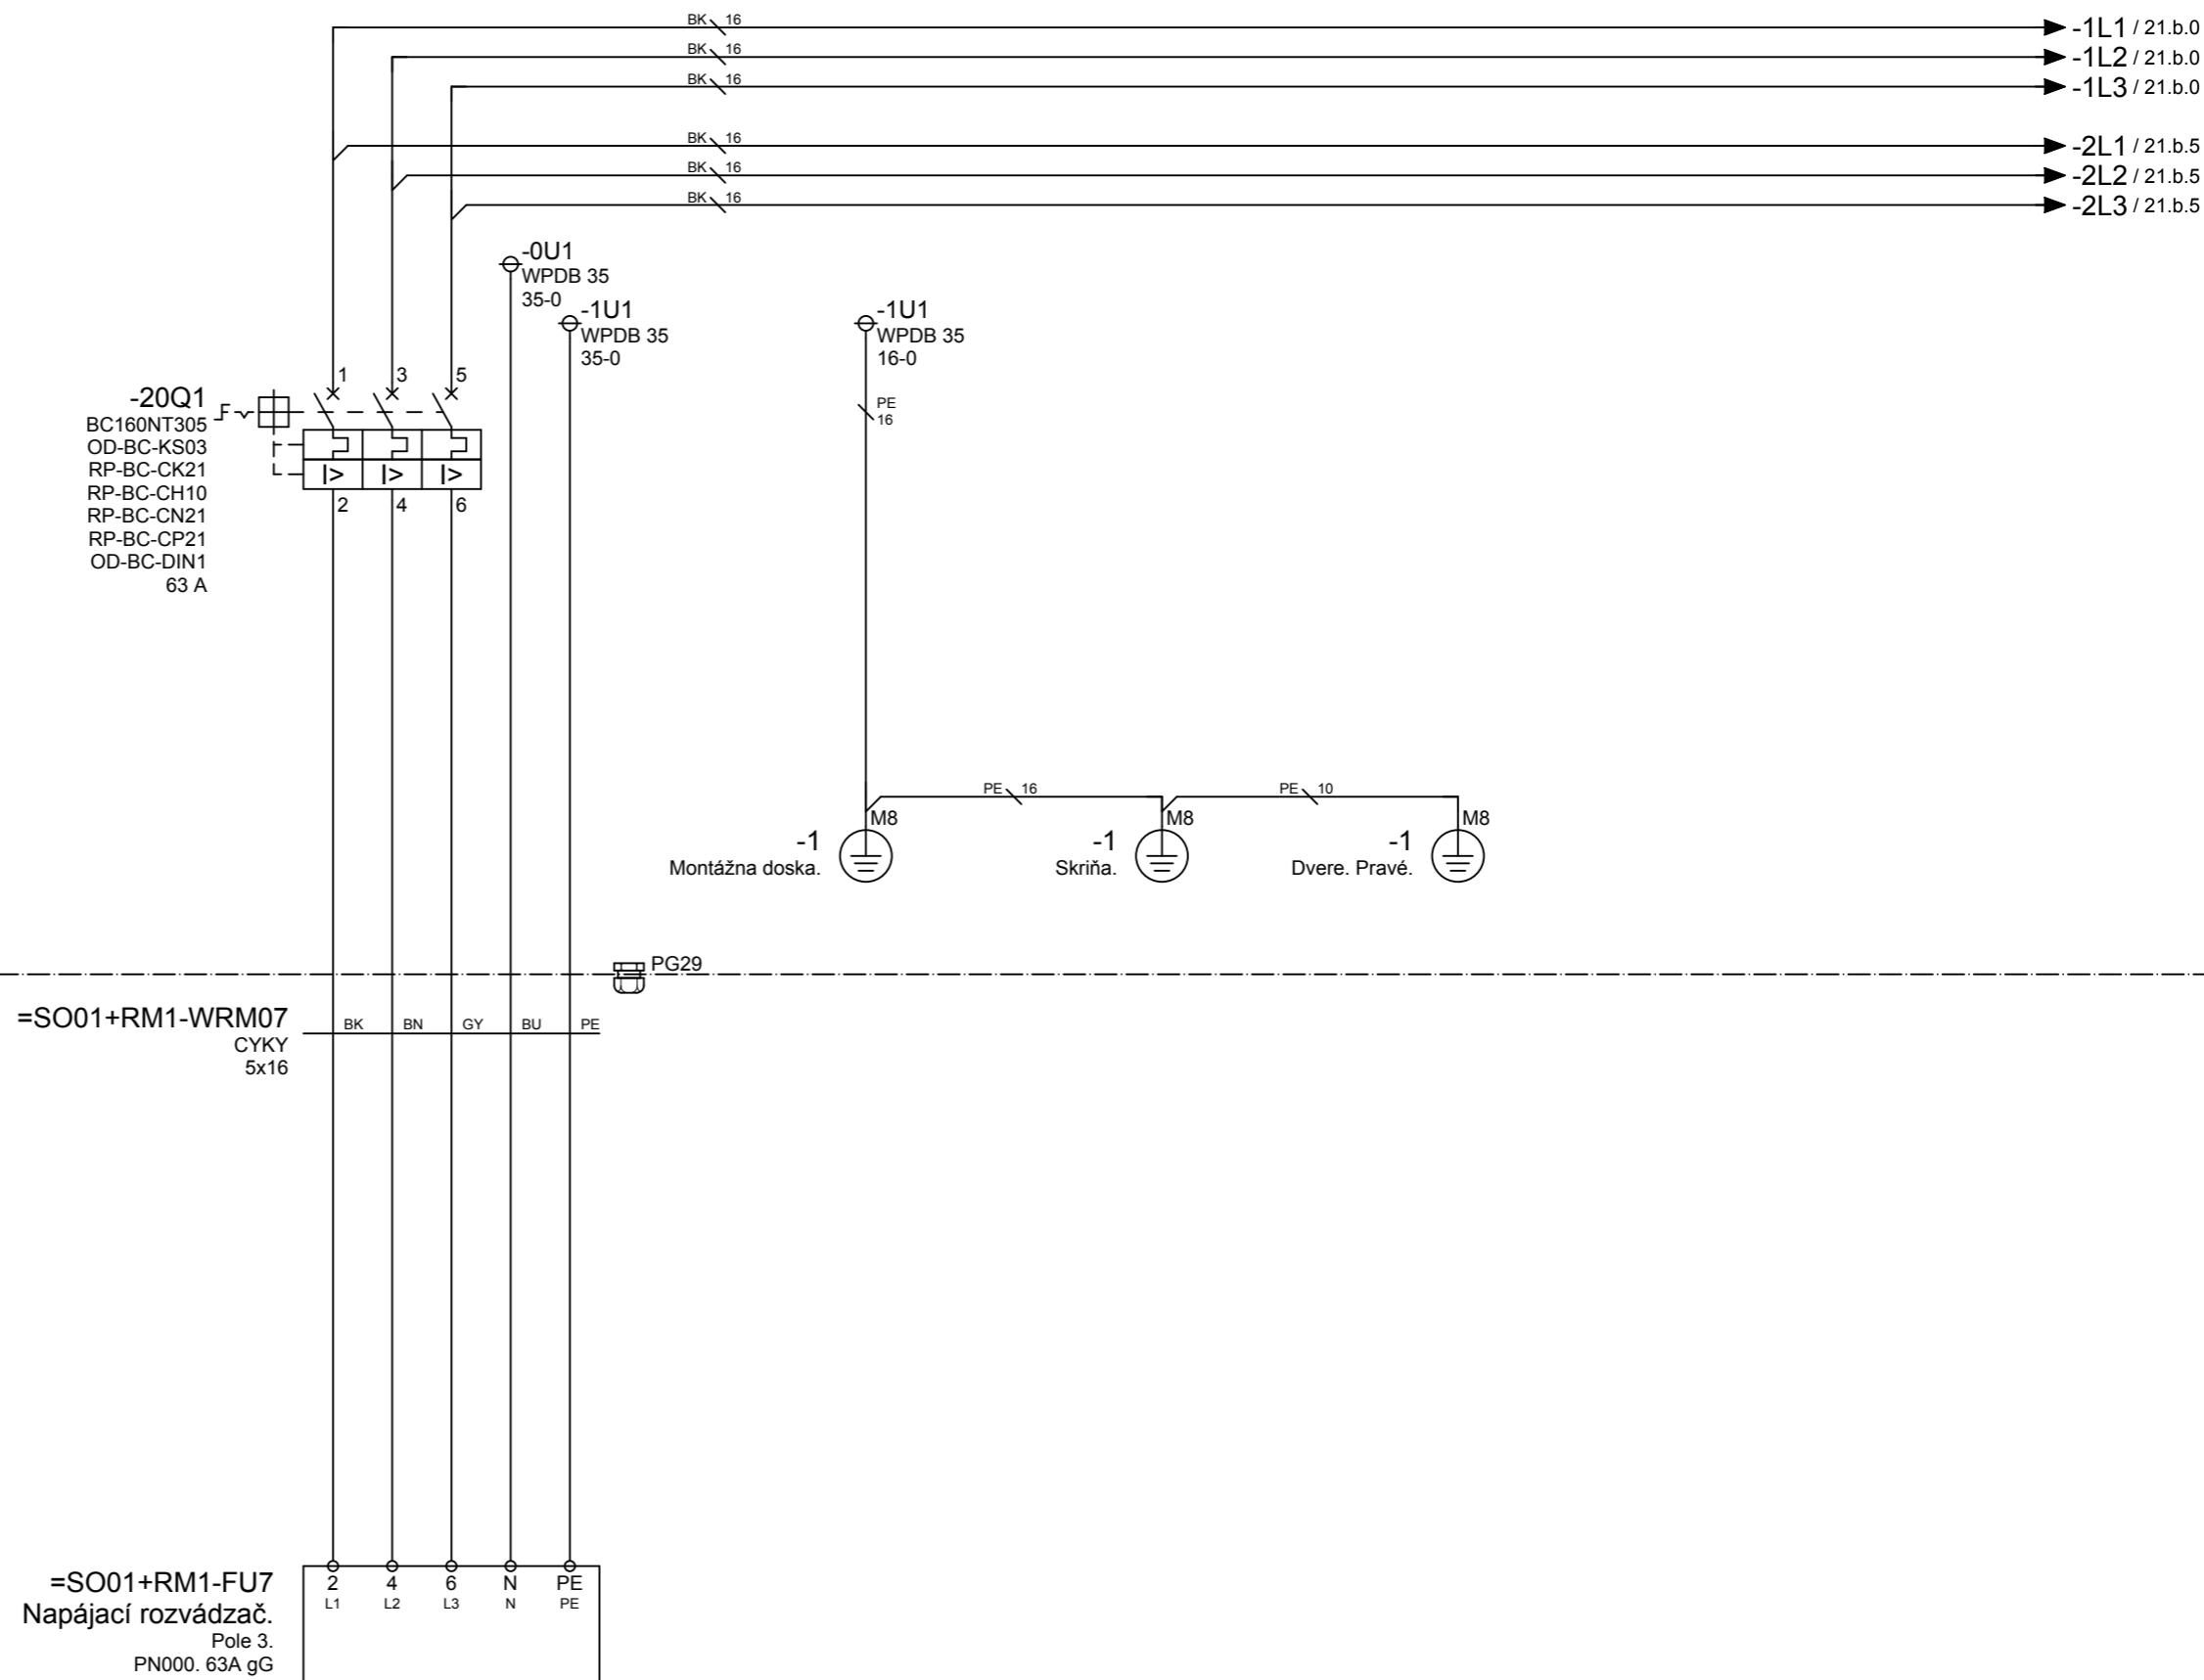 BK 16
-1L1 / 21.b.0
BK 16
-1L2 / 21.b.0
BK 16
-1L3 / 21.b.0
BK 16
-2L1 / 21.b.5
BK 16
-2L2 / 21.b.5
BK 16
-2L3 / 21.b.5
-0U1
WPDB 35
35-0
-1U1
WPDB 35
35-0
-1U1
WPDB 35
16-0
PE
16
1 3 5
-20Q1
BC160NT305
OD-BC-KS03
RP-BC-CK21
RP-BC-CH10
RP-BC-CN21
RP-BC-CP21
OD-BC-DIN1
63 A
I> I> I>
2 4 6
PE 16
PE 10
M8
-1
Montážna doska.
M8
-1
Skriňa.
M8
-1
Dvere. Pravé.
PG29
=SO01+RM1-WRM07
CYKY
5x16
BK BN GY BU PE
=SO01+RM1-FU7
Napájací rozvádzač.
Pole 3.
PN000. 63A gG
2 4 6 N PE
L1 L2 L3 N PE